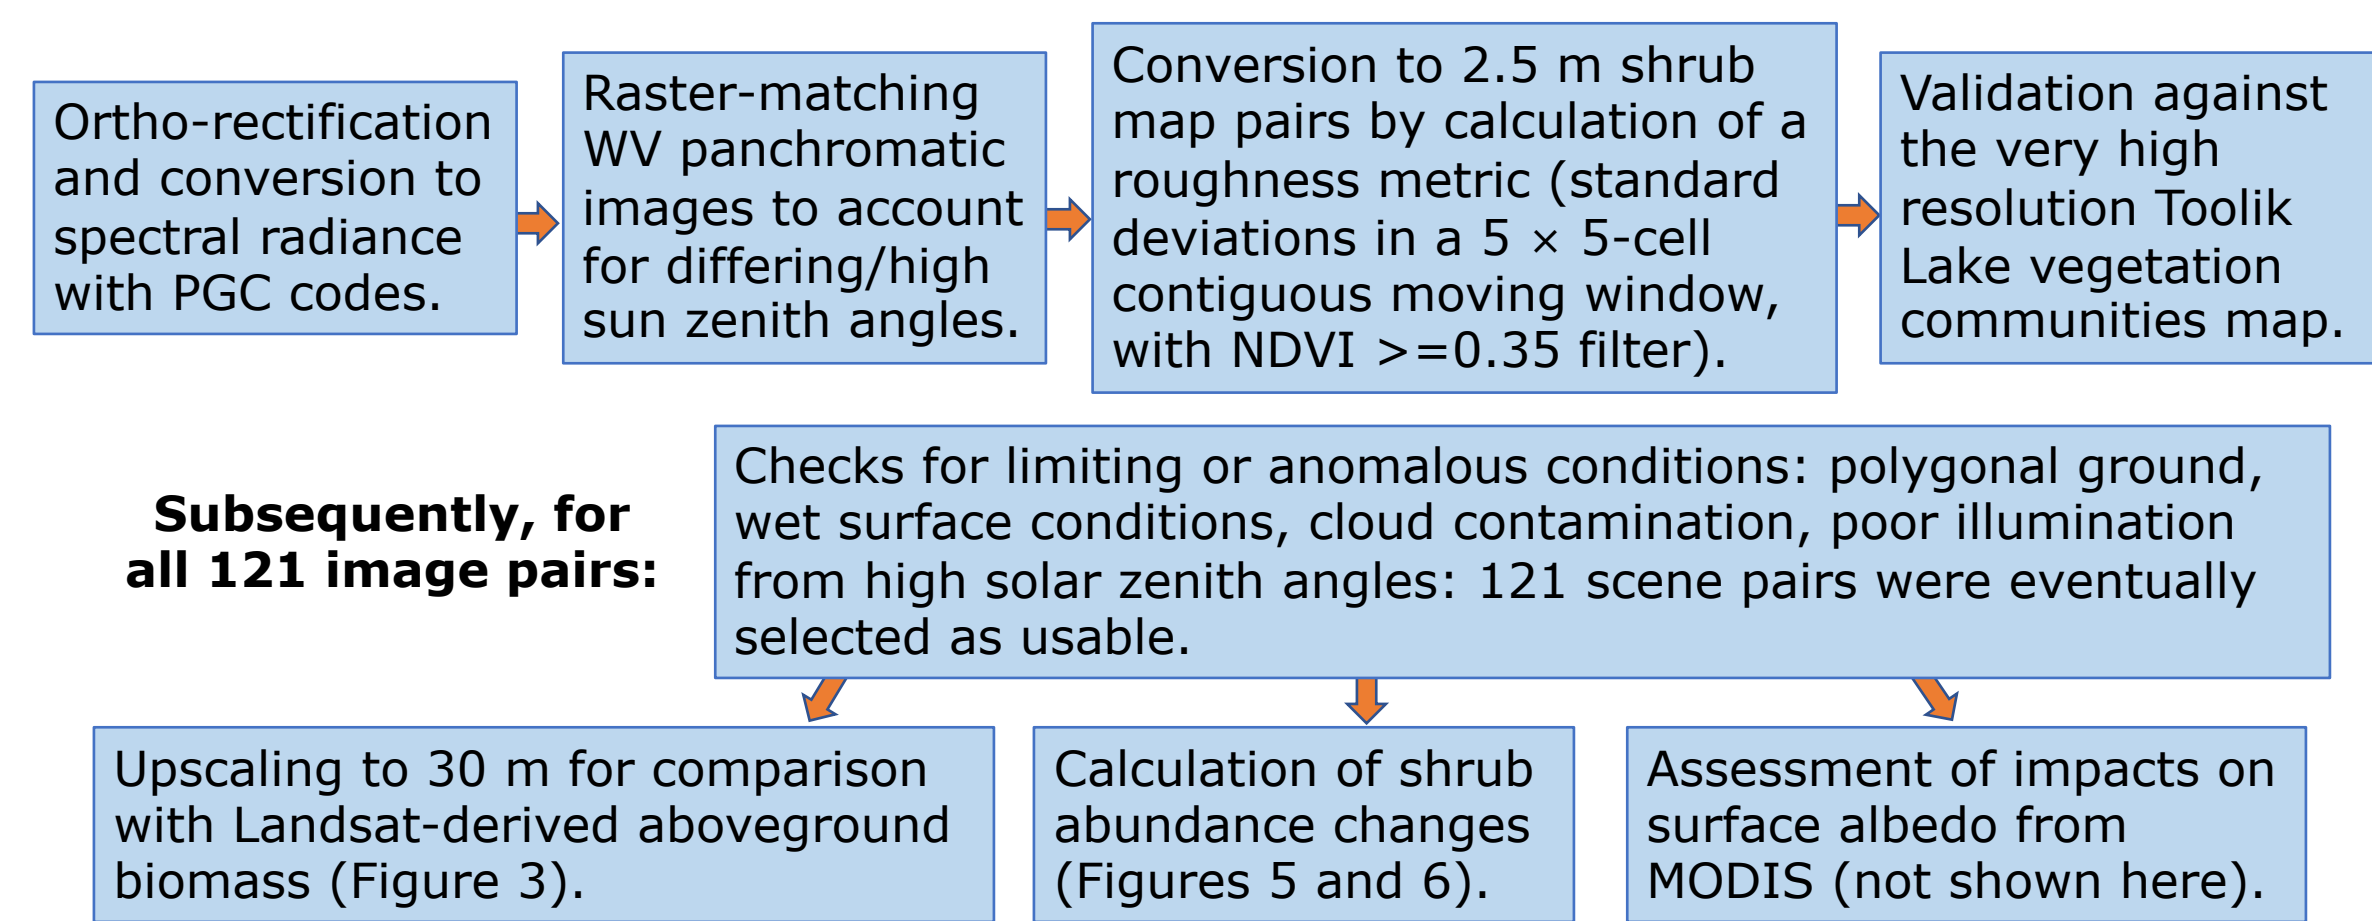 Ortho-rectification
and conversion to
spectral radiance
with PGC codes.
Raster-matching
WV panchromatic
images to account
for differing/high
sun zenith angles.
Conversion to 2.5 m shrub
map pairs by calculation of a
roughness metric (standard
deviations in a 5 × 5-cell
contiguous moving window,
with NDVI >=0.35 filter).
Validation against
the very high
resolution Toolik
Lake vegetation
communities map.
Subsequently, for
all 121 image pairs:
Checks for limiting or anomalous conditions: polygonal ground,
wet surface conditions, cloud contamination, poor illumination
from high solar zenith angles: 121 scene pairs were eventually
selected as usable.
Upscaling to 30 m for comparison
with Landsat-derived aboveground
biomass (Figure 3).
Calculation of shrub
abundance changes
(Figures 5 and 6).
Assessment of impacts on
surface albedo from
MODIS (not shown here).